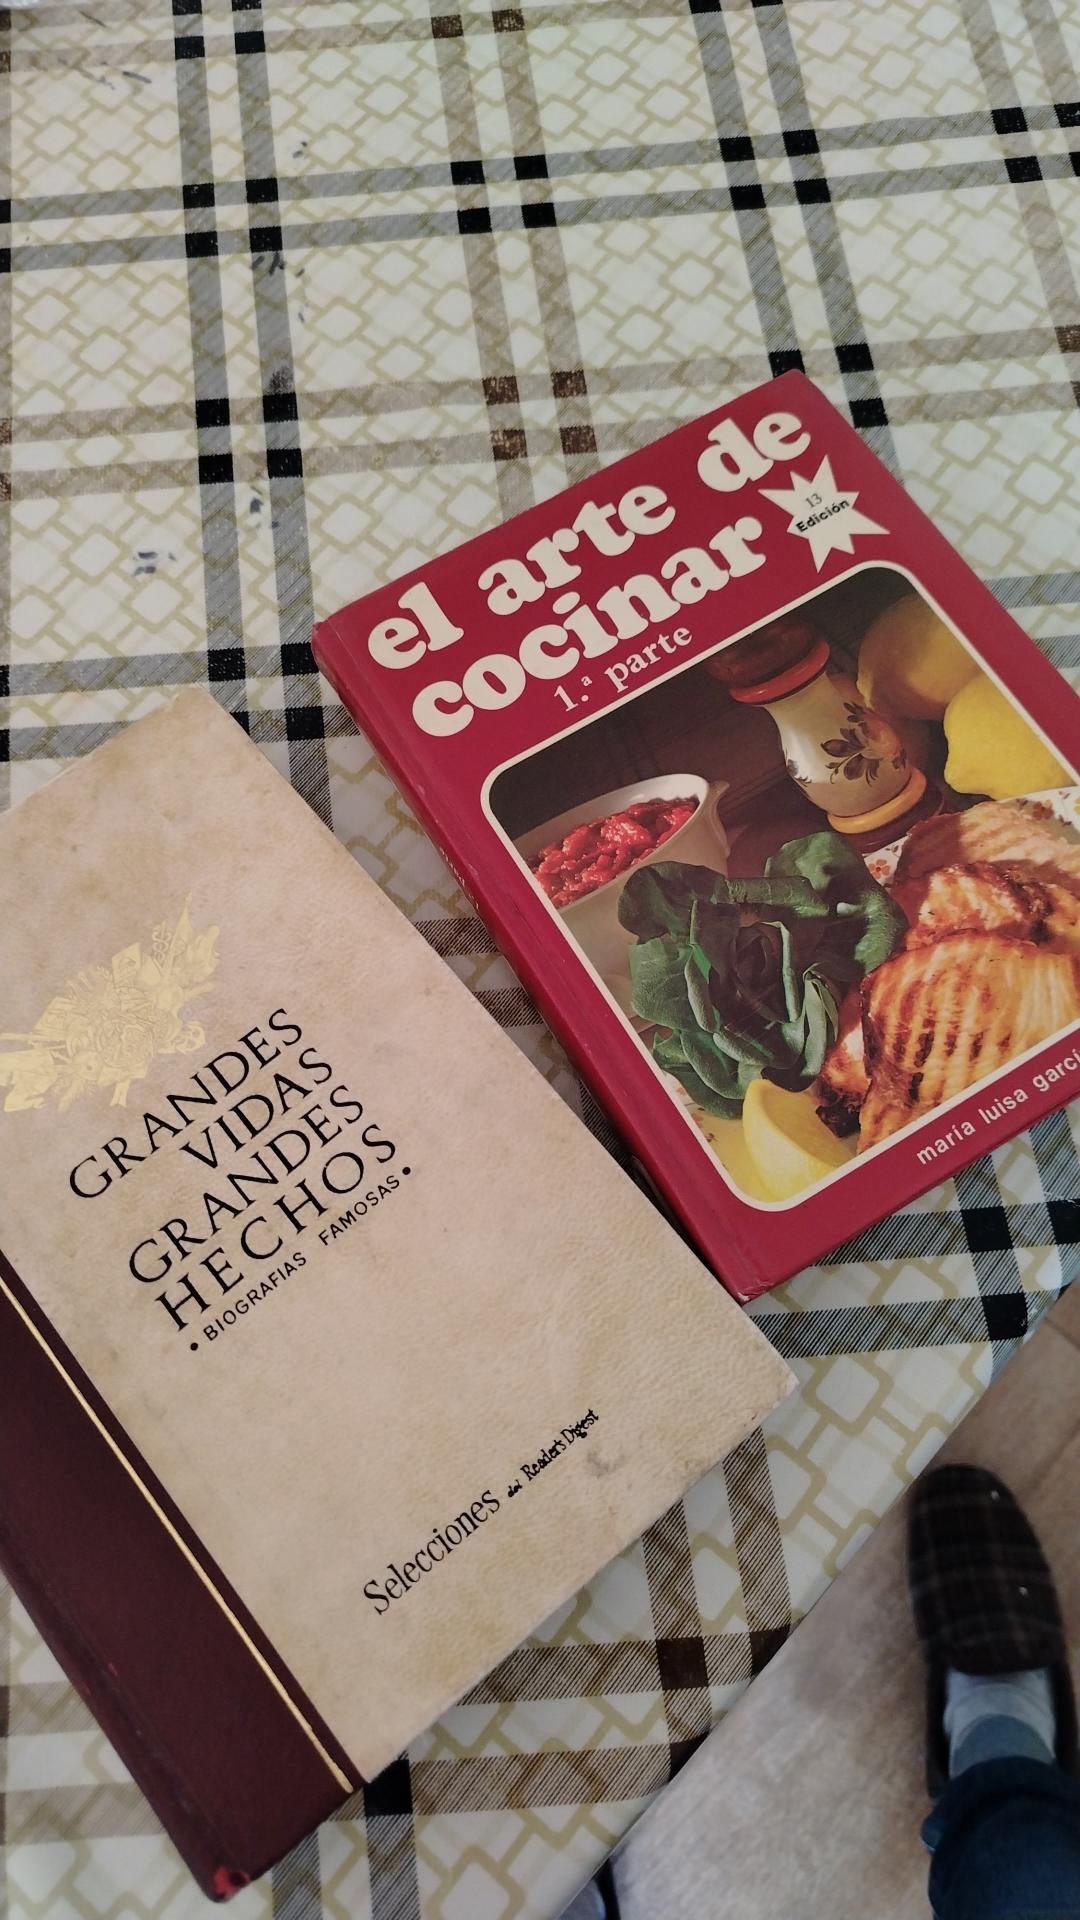 el arte de
cocinar
1.ª parte
13
Edición
maría luisa garcí
GRANDES
VIDAS
GRANDES
HECHOS
• BIOGRAFIAS FAMOSAS •
Selecciones del Reader's Digest